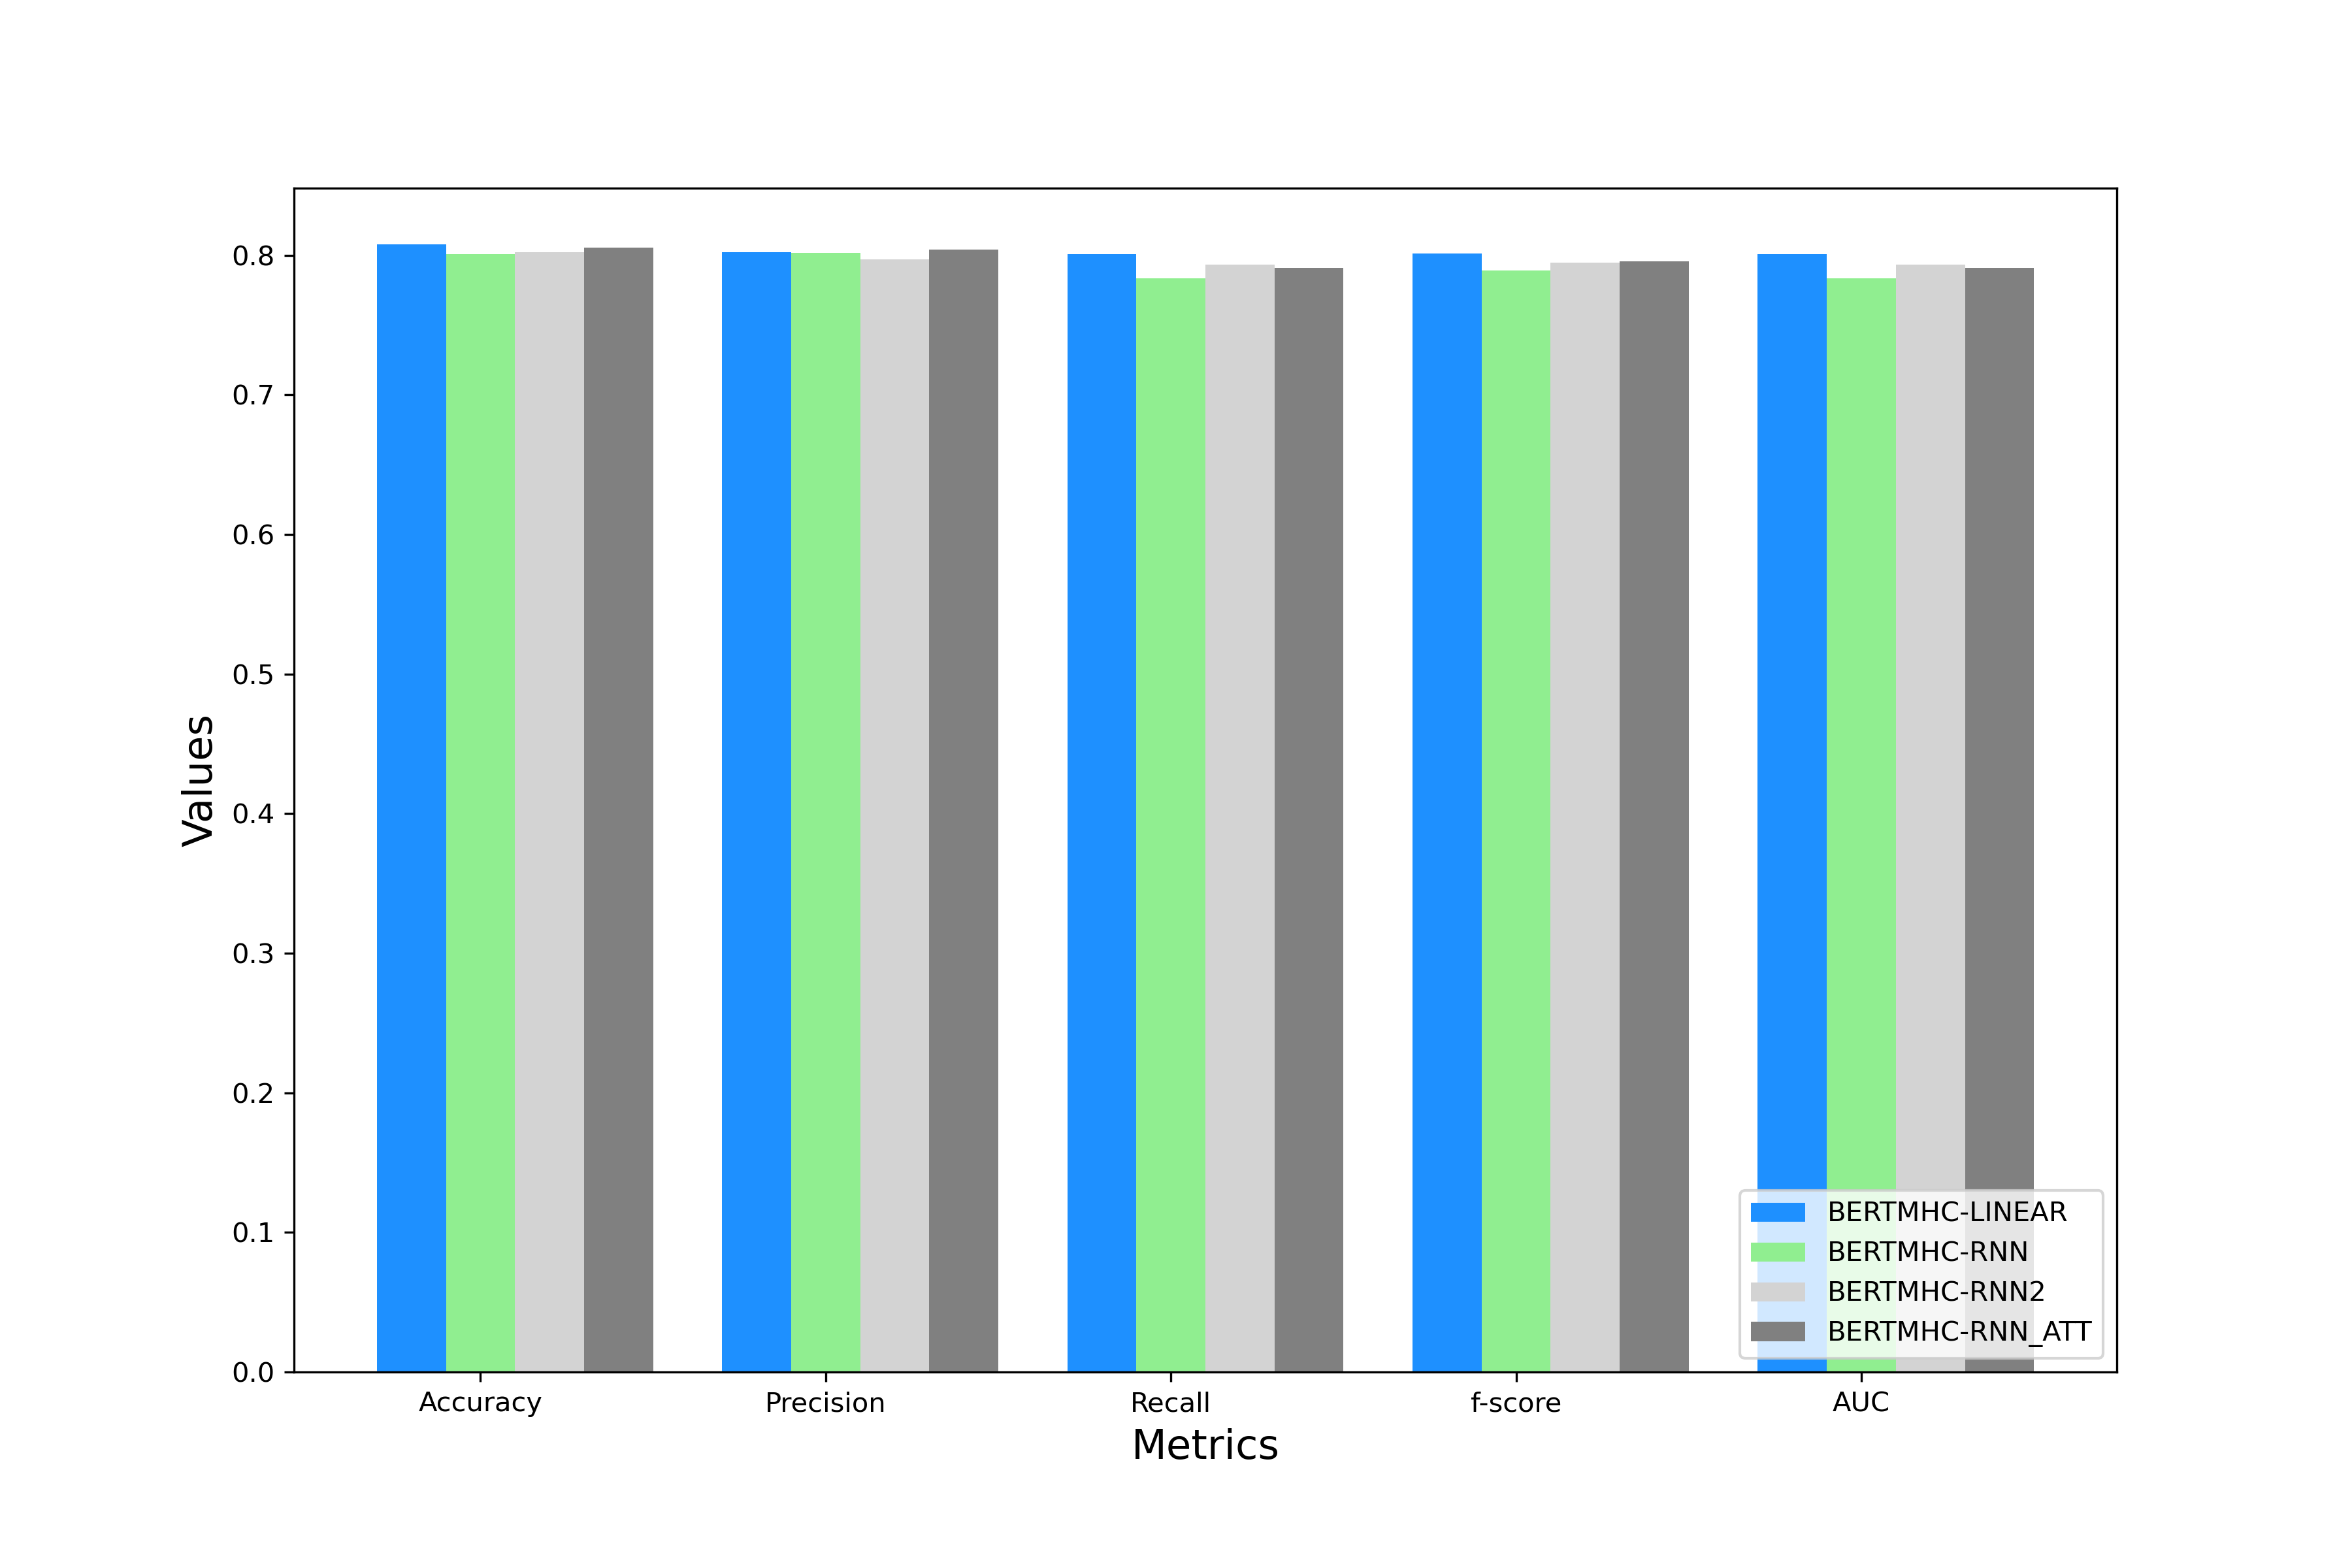 Values
0.8
0.7
0.6
0.5
0.4
0.3
0.2
0.1
0.0
BERTMHC-LINEAR
BERTMHC-RNN
BERTMHC-RNN2
BERTMHC-RNN_ATT
Accuracy Precision Recall f-score AUC
Metrics